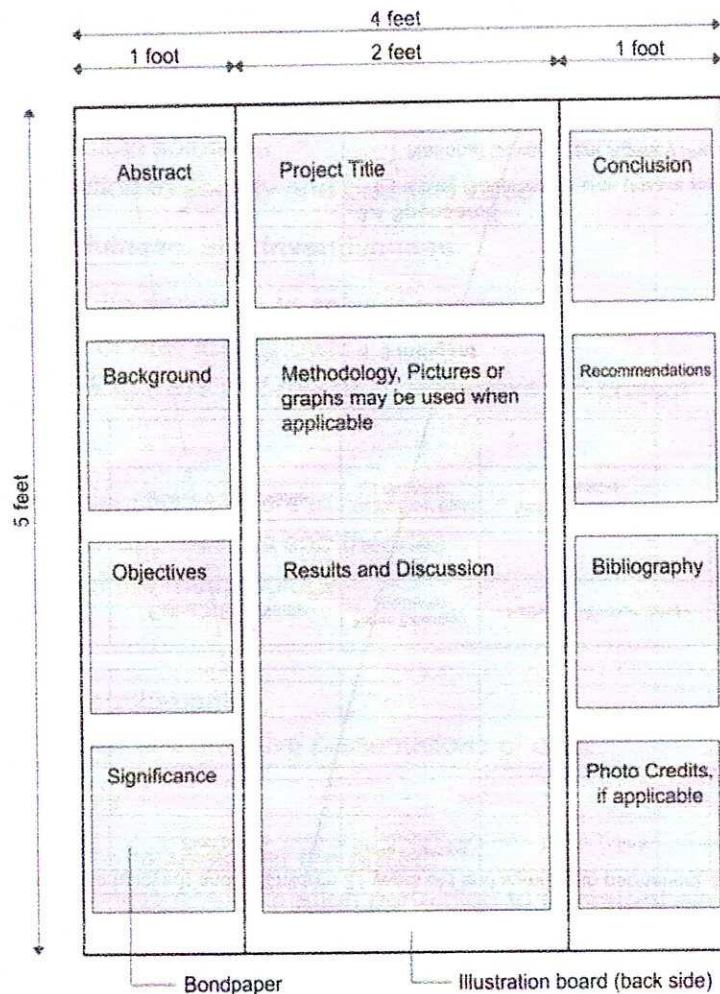 4 feet
1 foot
2 feet
1 foot
5 feet
Abstract
Project Title
Conclusion
Background
Methodology, Pictures or
graphs may be used when
applicable
Recommendations
Objectives
Results and Discussion
Bibliography
Significance
Photo Credits,
if applicable
Bondpaper
Illustration board (back side)